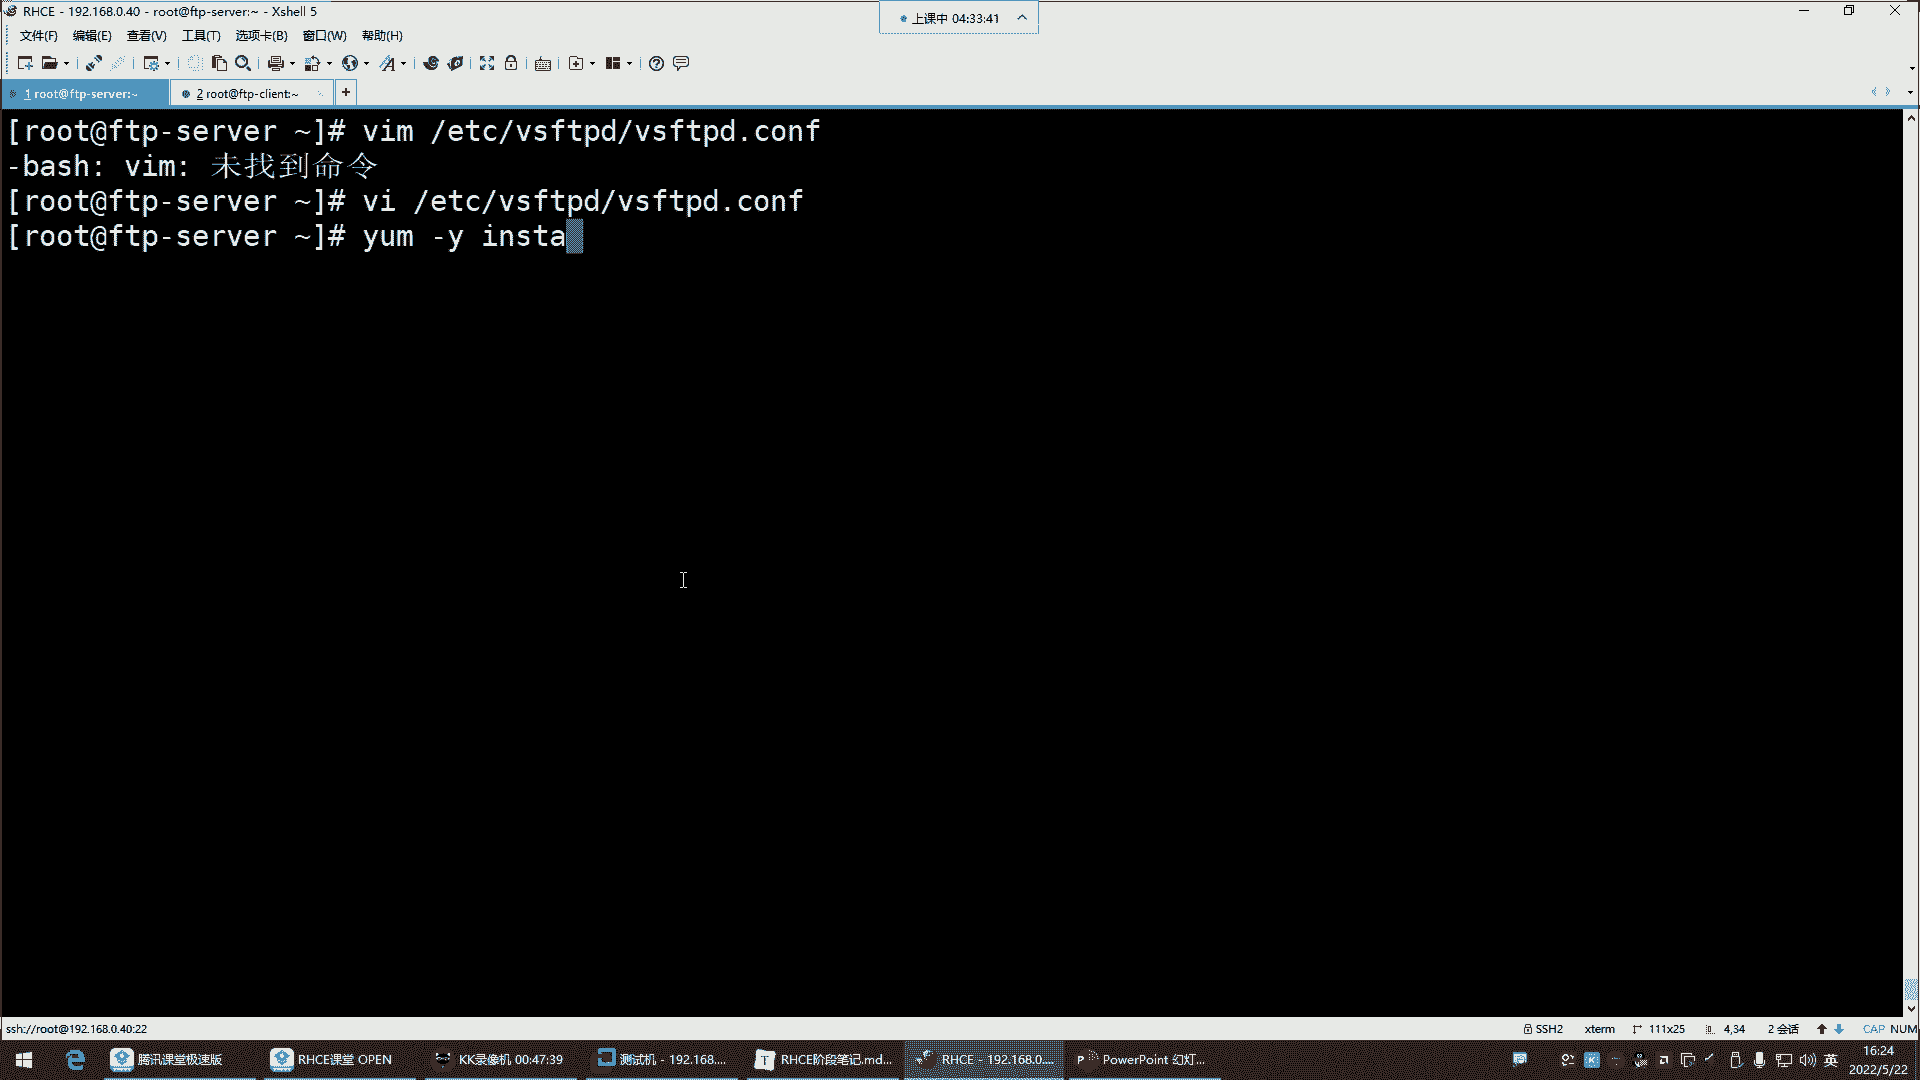 RHCE - 192.168.0.40 - root@ftp-server:~ - Xshell 5
上课中 04:33:41
文件(F) 编辑(E) 查看(V) 工具(T) 选项卡(B) 窗口(W) 帮助(H)
1 root@ftp-server:~ 2 root@ftp-client:~ +
[root@ftp-server ~]# vim /etc/vsftpd/vsftpd.conf
-bash: vim: 未找到命令
[root@ftp-server ~]# vi /etc/vsftpd/vsftpd.conf
[root@ftp-server ~]# yum -y insta
ssh://root@192.168.0.40:22 SSH2 xterm 111x25 4,34 2 会话 CAP NUM
腾讯课堂极速版 RHCE课堂 OPEN KK录像机 00:47:39 测试机 - 192.168.... RHCE阶段笔记.md... RHCE - 192.168.0.... PowerPoint 幻灯... 英 16:24
2022/5/22